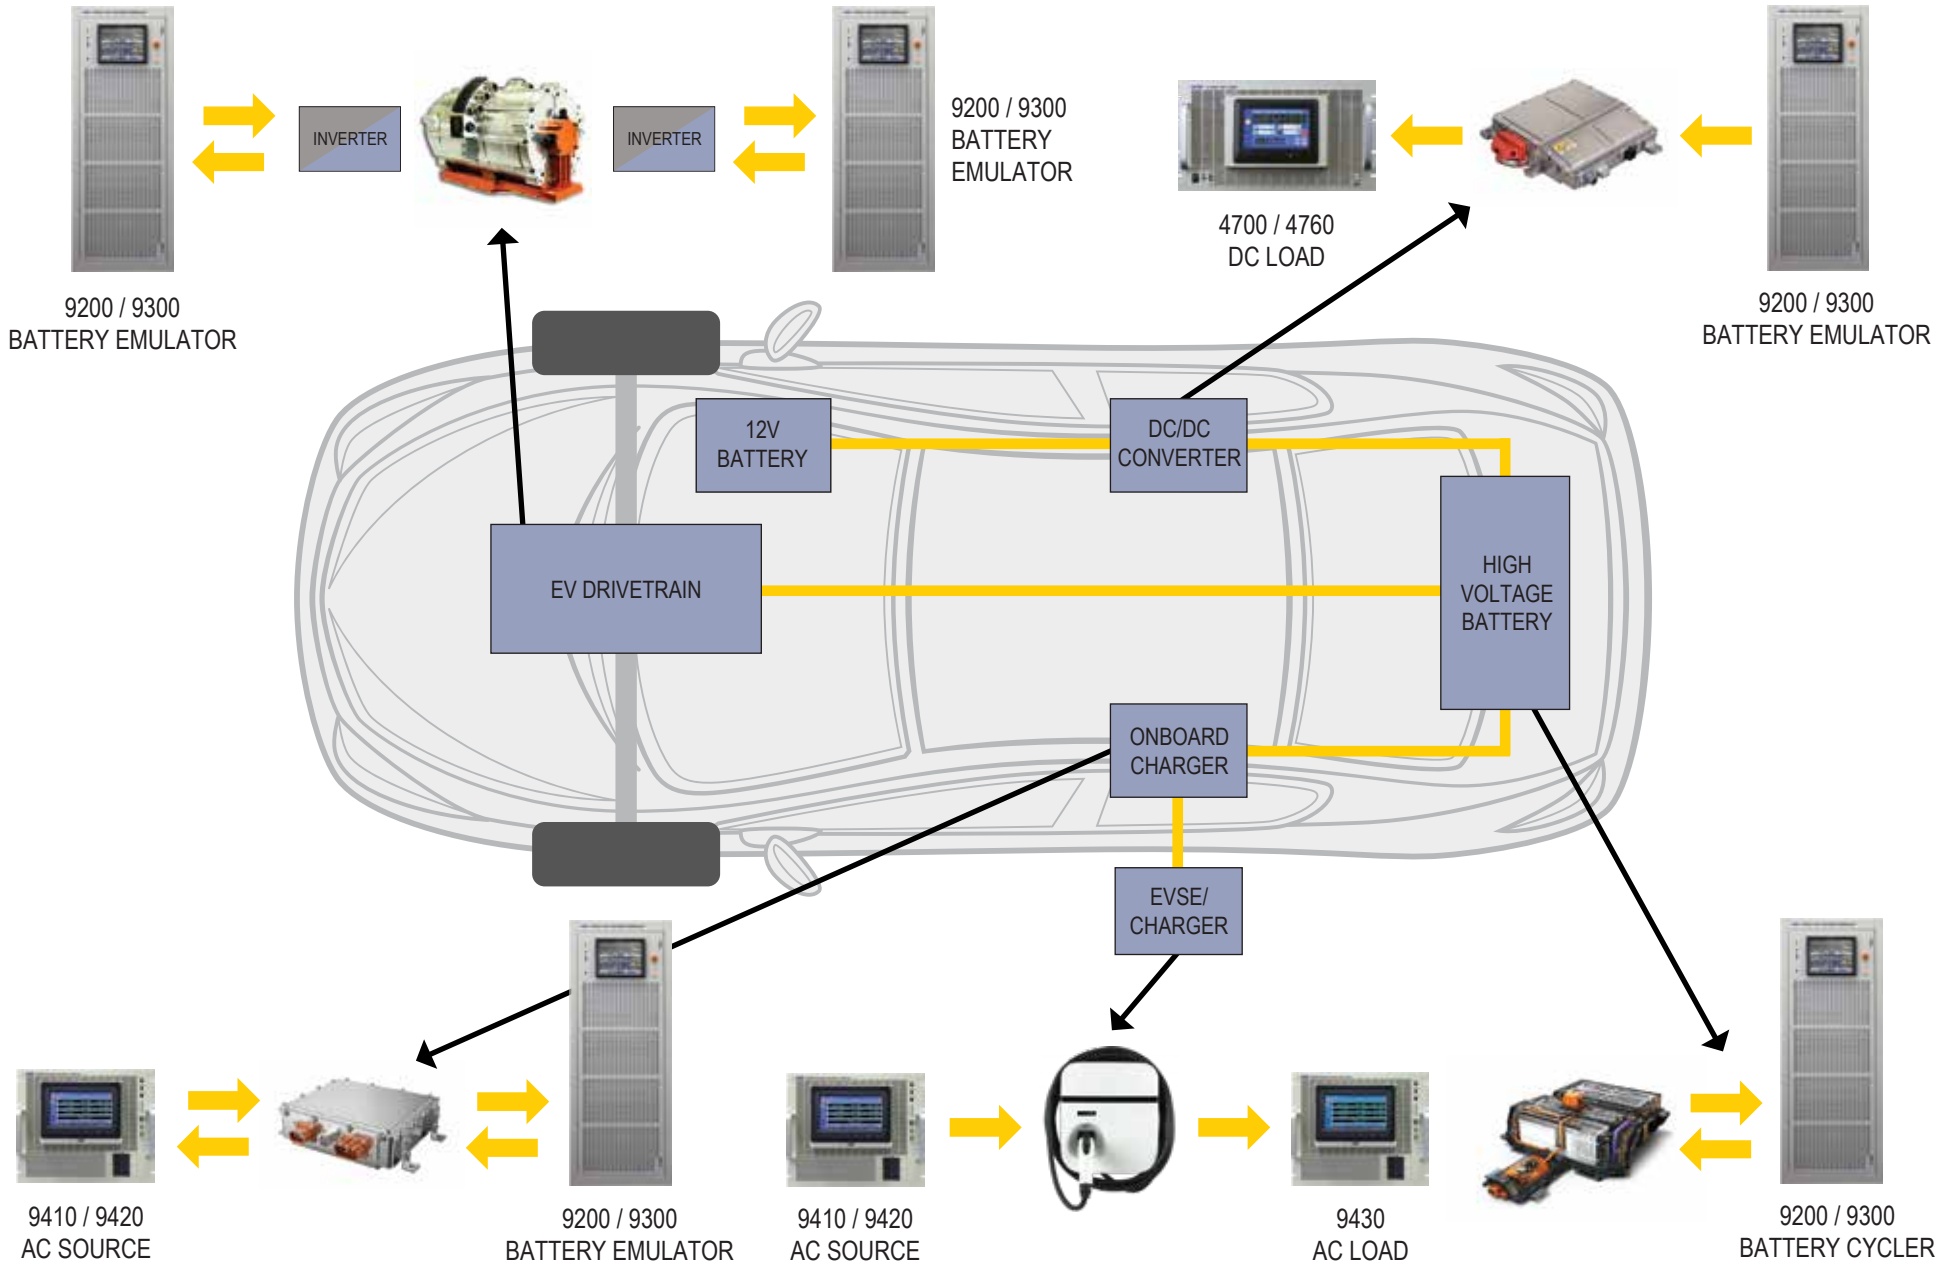 INVERTER
INVERTER
9200 / 9300
BATTERY
EMULATOR
4700 / 4760
DC LOAD
9200 / 9300
BATTERY EMULATOR
9200 / 9300
BATTERY EMULATOR
12V
BATTERY
DC/DC
CONVERTER
EV DRIVETRAIN
HIGH
VOLTAGE
BATTERY
ONBOARD
CHARGER
EVSE/
CHARGER
9410 / 9420
AC SOURCE
9200 / 9300
BATTERY EMULATOR
9410 / 9420
AC SOURCE
9430
AC LOAD
9200 / 9300
BATTERY CYCLER